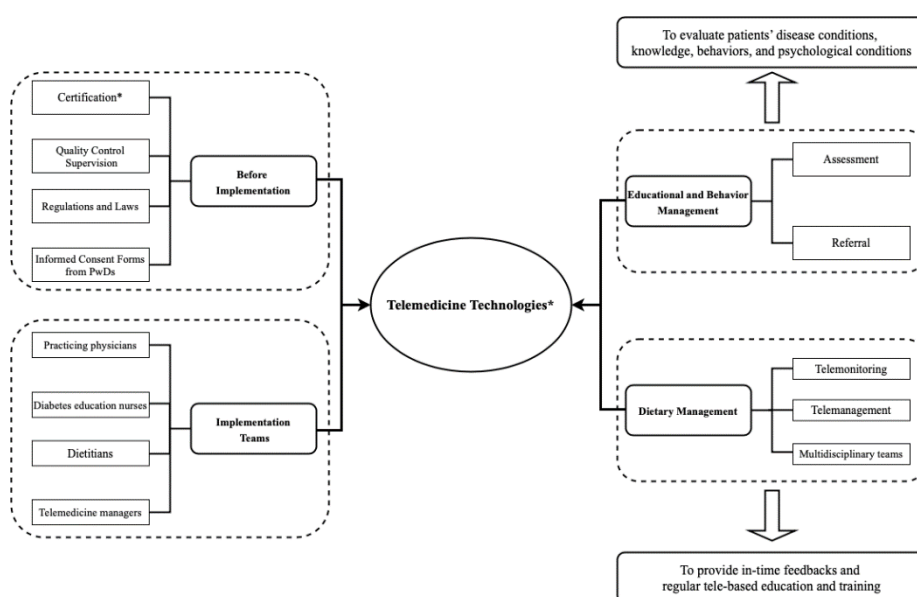 To evaluate patients' disease conditions,
knowledge, behaviors, and psychological conditions
Certification*
Quality Control
Supervision
Regulations and Laws
Informed Consent Forms
from PwDs
Before
Implementation
Practicing physicians
Diabetes education nurses
Dietitians
Telemedicine managers
Implementation
Teams
Telemedicine Technologies*
Educational and Behavior
Management
Assessment
Referral
Dietary Management
Telemonitoring
Telemanagement
Multidisciplinary teams
To provide in-time feedbacks and
regular tele-based education and training